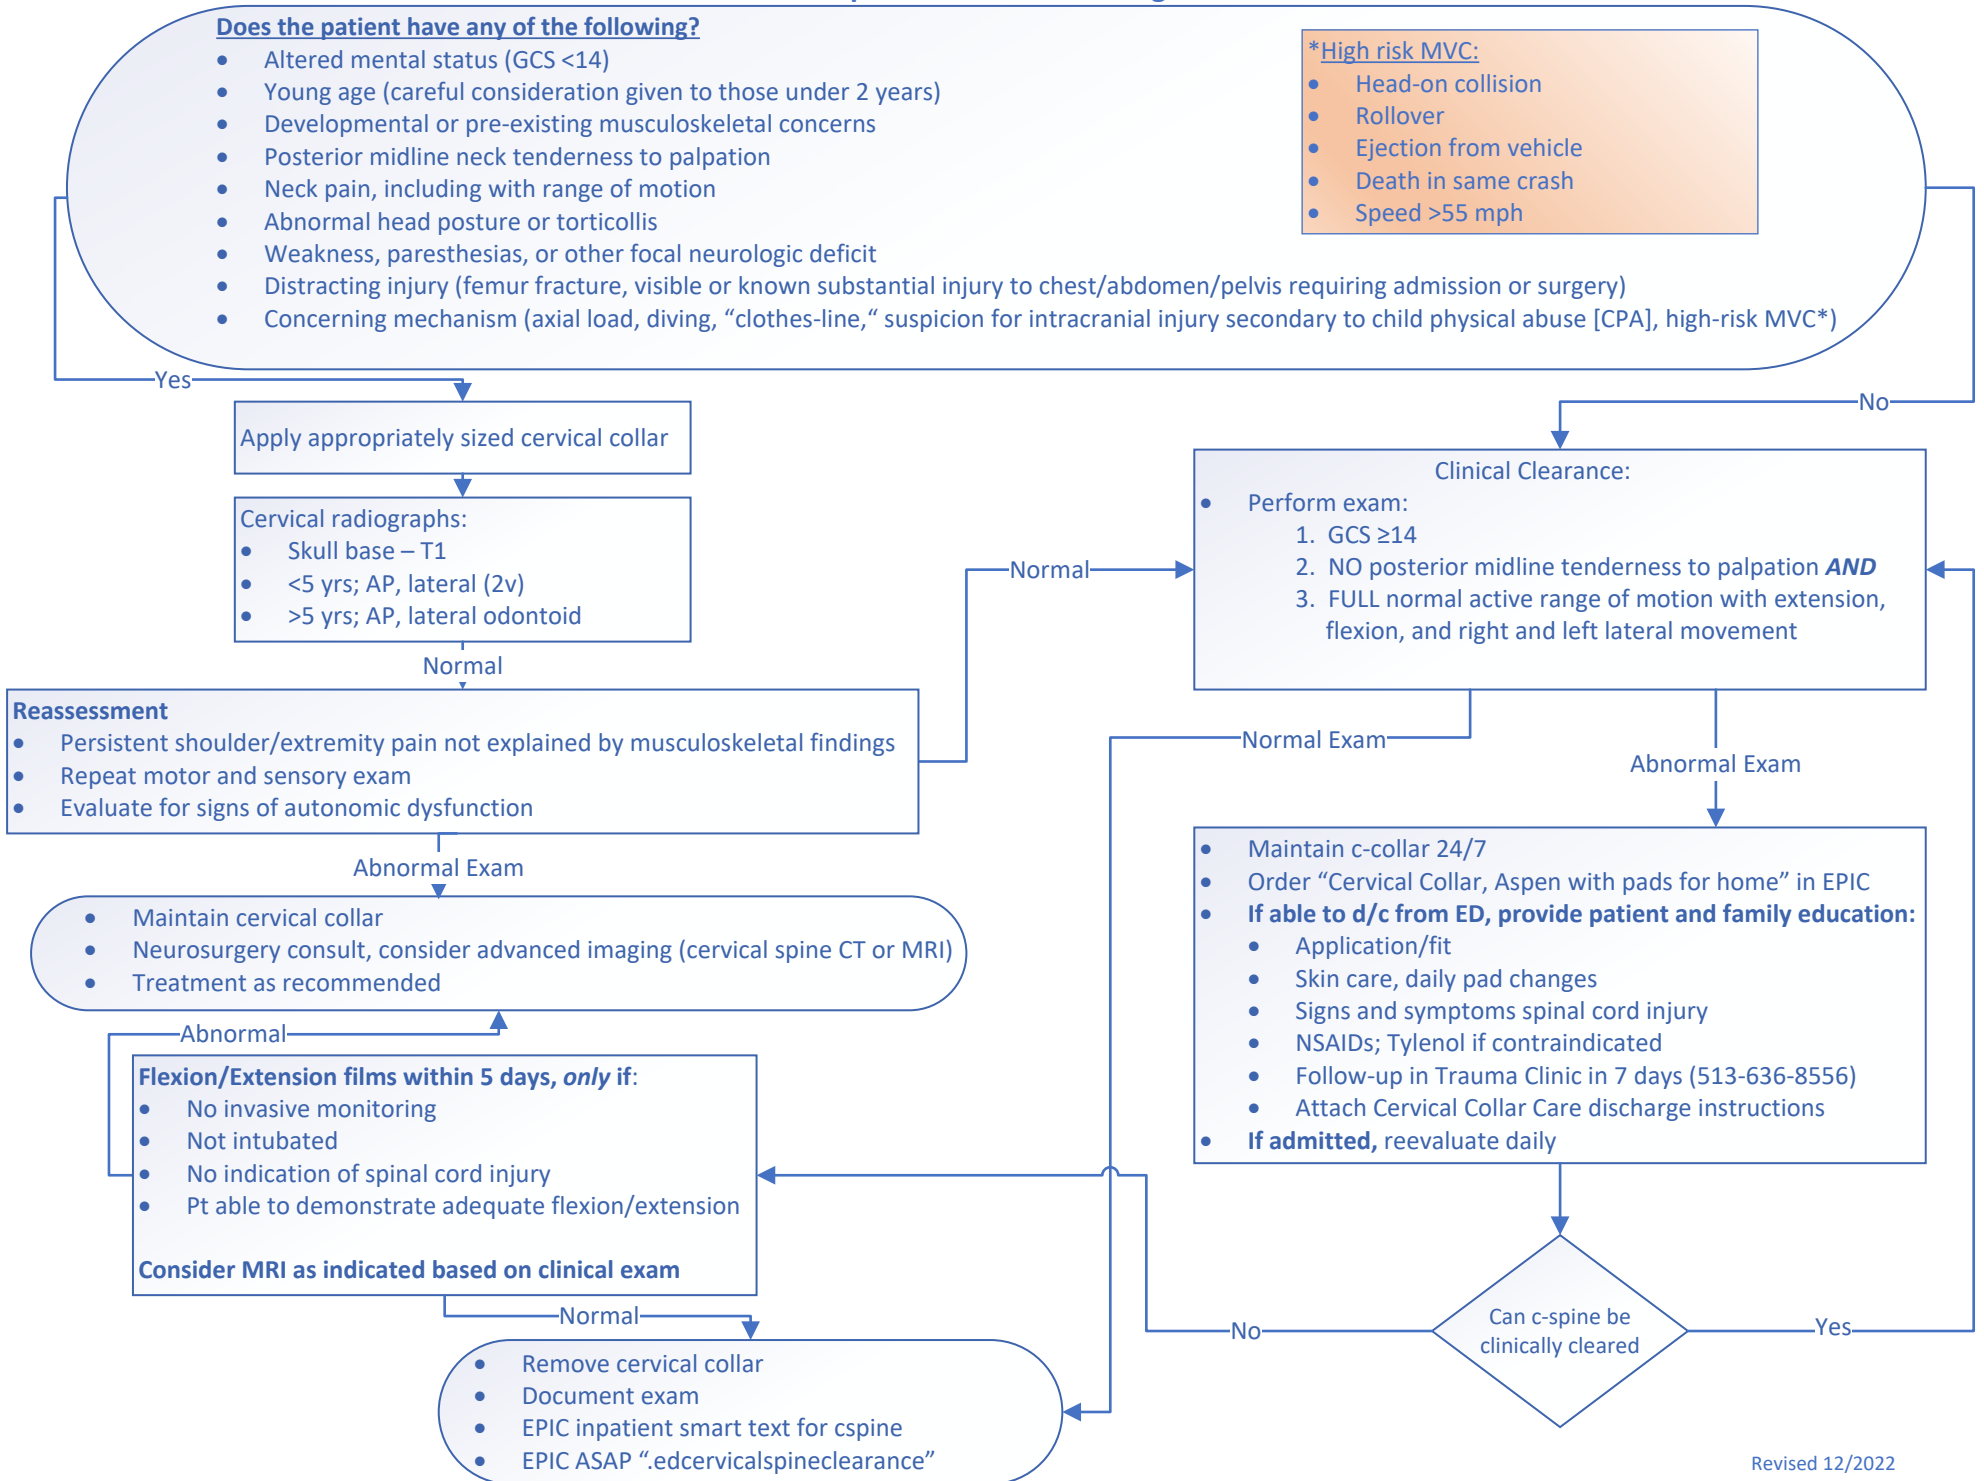 Does the patient have any of the following?
• Altered mental status (GCS <14)
• Young age (careful consideration given to those under 2 years)
• Developmental or pre-existing musculoskeletal concerns
• Posterior midline neck tenderness to palpation
• Neck pain, including with range of motion
• Abnormal head posture or torticollis
• Weakness, paresthesias, or other focal neurologic deficit
• Distracting injury (femur fracture, visible or known substantial injury to chest/abdomen/pelvis requiring admission or surgery)
• Concerning mechanism (axial load, diving, “clothes-line,“ suspicion for intracranial injury secondary to child physical abuse [CPA], high-risk MVC*)
*High risk MVC:
• Head-on collision
• Rollover
• Ejection from vehicle
• Death in same crash
• Speed >55 mph
Yes
No
Apply appropriately sized cervical collar
Cervical radiographs:
• Skull base – T1
• <5 yrs; AP, lateral (2v)
• >5 yrs; AP, lateral odontoid
Normal
Reassessment
• Persistent shoulder/extremity pain not explained by musculoskeletal findings
• Repeat motor and sensory exam
• Evaluate for signs of autonomic dysfunction
Normal
Clinical Clearance:
• Perform exam:
1. GCS ≥14
2. NO posterior midline tenderness to palpation AND
3. FULL normal active range of motion with extension,
flexion, and right and left lateral movement
Normal Exam
Abnormal Exam
Abnormal Exam
• Maintain cervical collar
• Neurosurgery consult, consider advanced imaging (cervical spine CT or MRI)
• Treatment as recommended
Abnormal
• Maintain c-collar 24/7
• Order “Cervical Collar, Aspen with pads for home” in EPIC
• If able to d/c from ED, provide patient and family education:
• Application/fit
• Skin care, daily pad changes
• Signs and symptoms spinal cord injury
• NSAIDs; Tylenol if contraindicated
• Follow-up in Trauma Clinic in 7 days (513-636-8556)
• Attach Cervical Collar Care discharge instructions
• If admitted, reevaluate daily
Flexion/Extension films within 5 days, only if:
• No invasive monitoring
• Not intubated
• No indication of spinal cord injury
• Pt able to demonstrate adequate flexion/extension
Consider MRI as indicated based on clinical exam
Normal
No
Can c-spine be
clinically cleared
Yes
• Remove cervical collar
• Document exam
• EPIC inpatient smart text for cspine
• EPIC ASAP “.edcervicalspineclearance”
Revised 12/2022